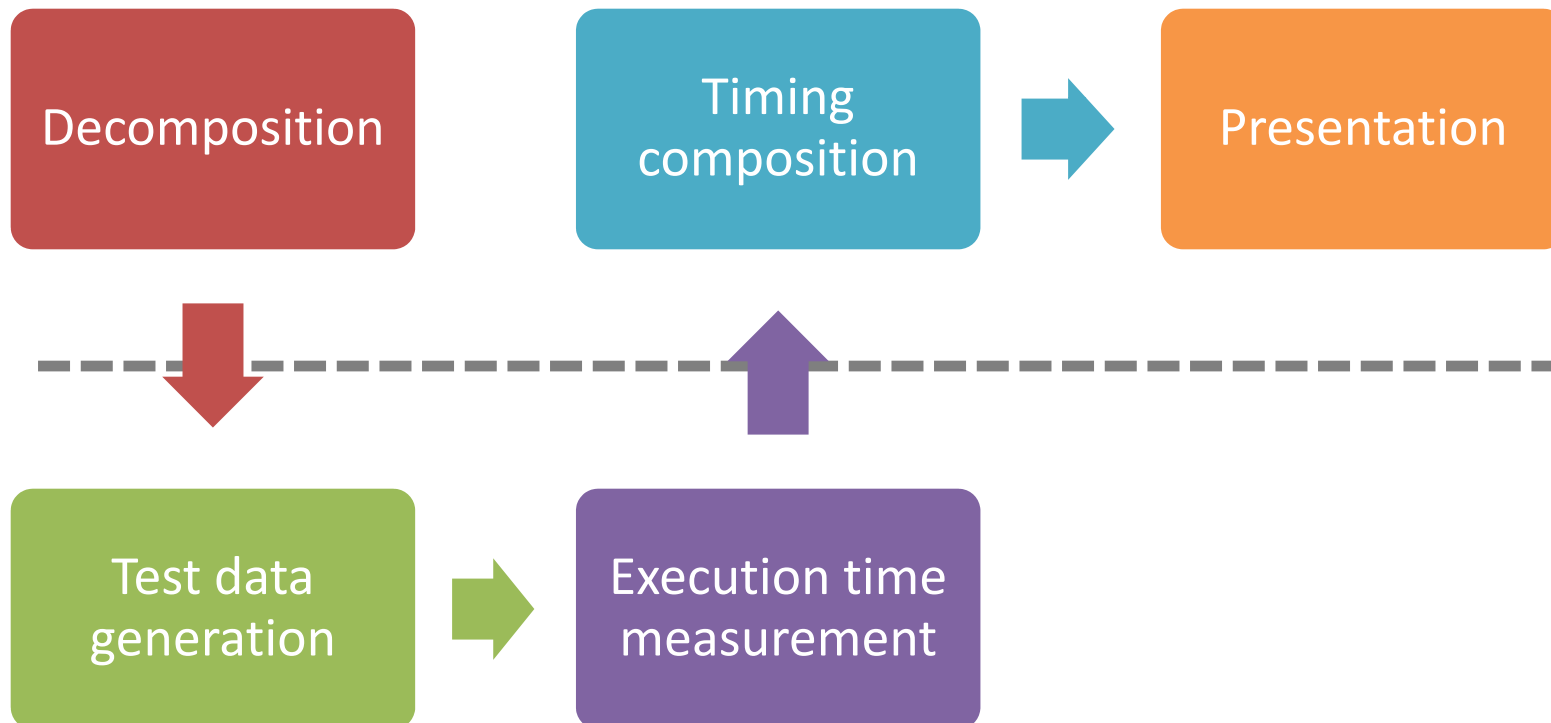 Decomposition
Timing
composition
Presentation
Test data
generation
Execution time
measurement